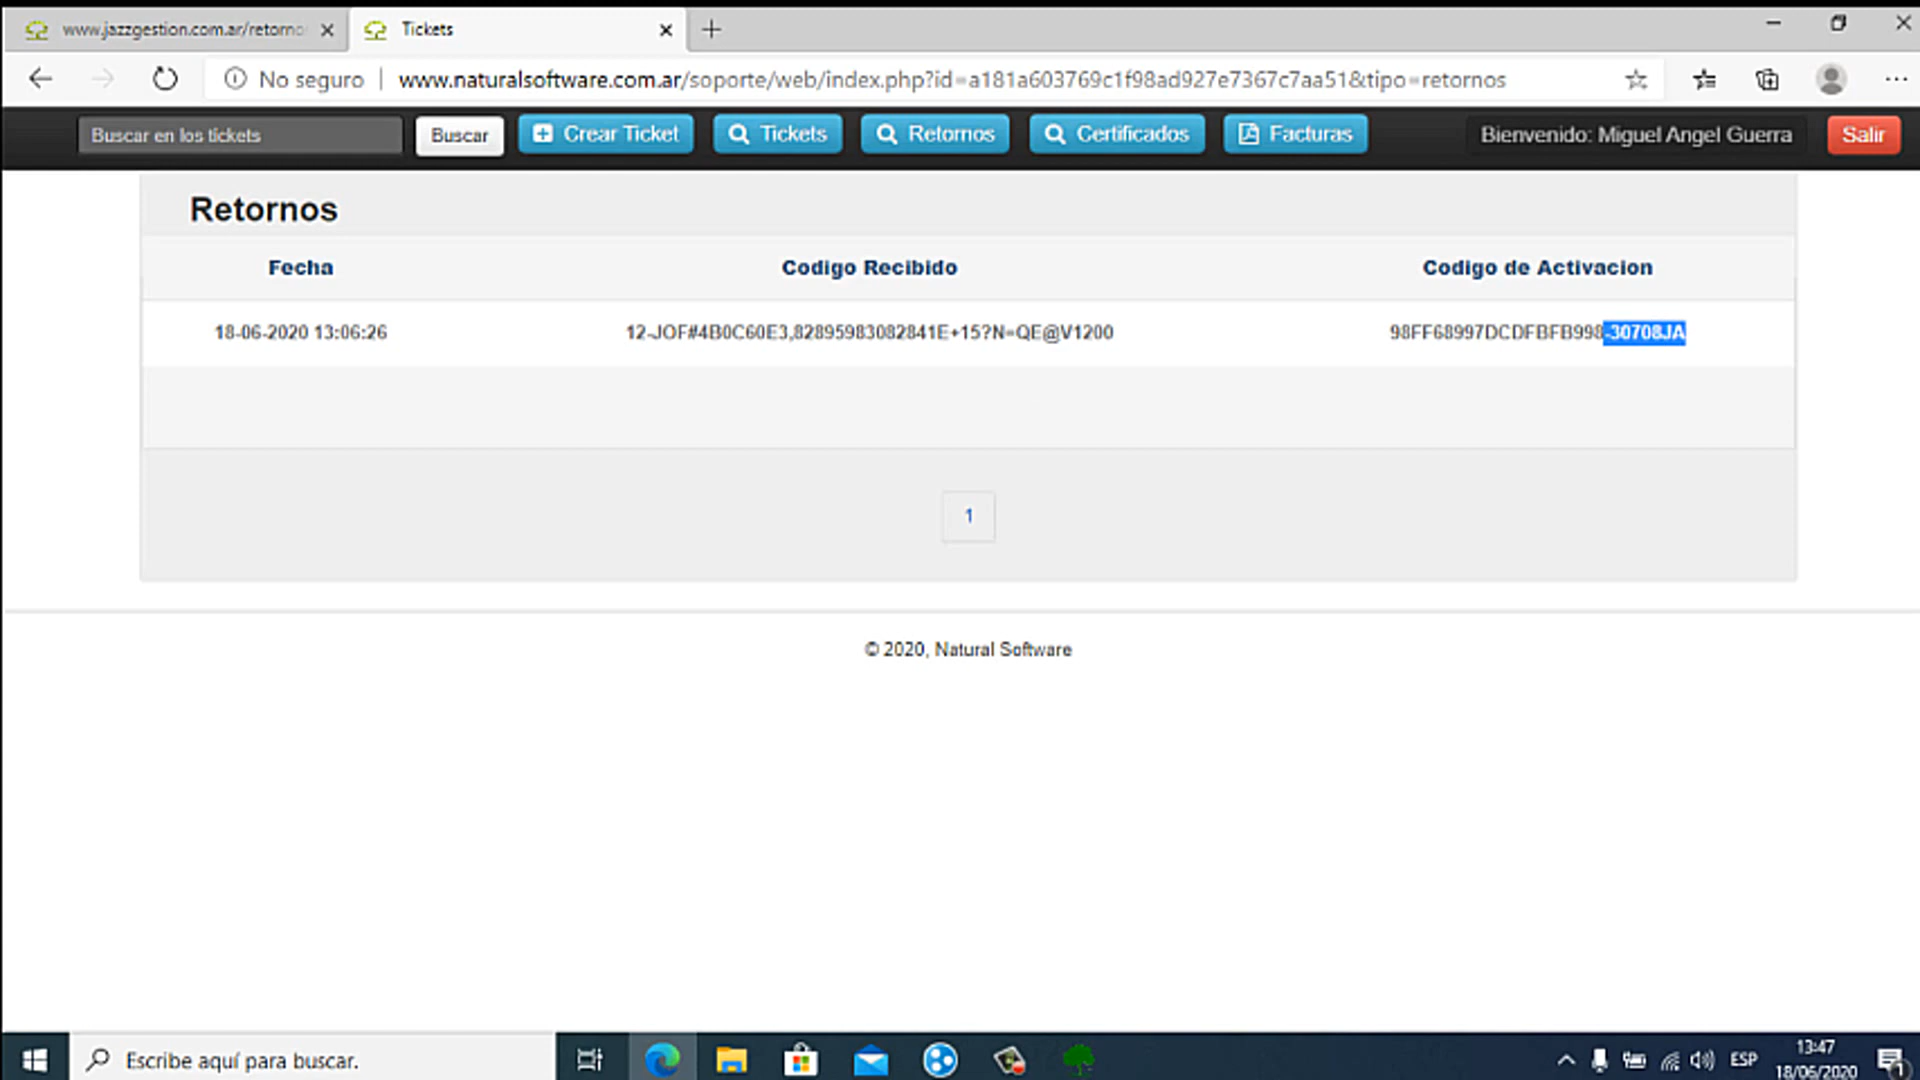 www.jazzgestion.com.ar/retorno
Tickets
No seguro
www.naturalsoftware.com.ar/soporte/web/index.php?id=a181a603769c1f98ad927e7367c7aa51&tipo=retornos
Buscar en los tickets
Buscar
Crear Ticket
Tickets
Retornos
Certificados
Facturas
Bienvenido: Miguel Angel Guerra
Salir
Retornos
Fecha
Codigo Recibido
Codigo de Activacion
18-06-2020 13:06:26
12-JOF#4B0C60E3,82895983082841E+15?N=QE@V1200
98FF68997DCDFBFB998-30708JA
1
© 2020, Natural Software
Escribe aquí para buscar.
ESP
13:47
18/06/2020
1